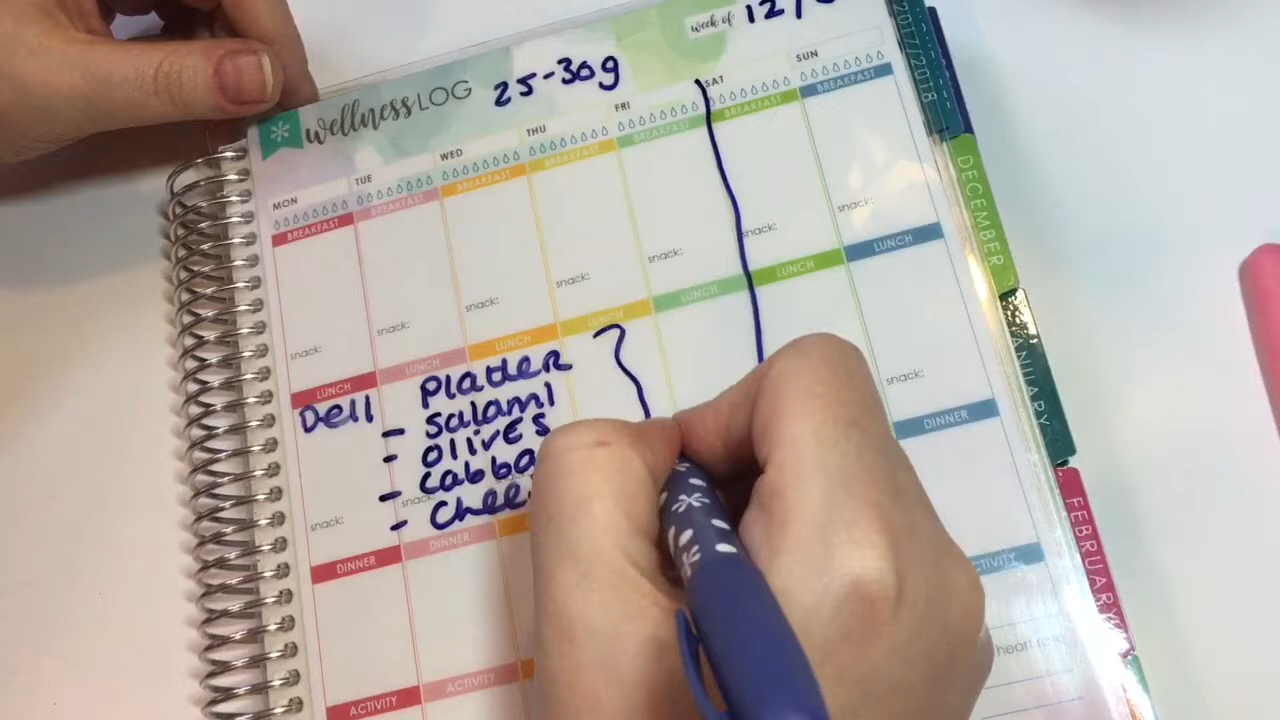 week of: 12/
wellness LOG 25-30g
2017/2018
MON TUE WED THU FRI SAT SUN
BREAKFAST BREAKFAST BREAKFAST BREAKFAST BREAKFAST BREAKFAST BREAKFAST
snack: snack: snack: snack: snack: snack: snack:
LUNCH LUNCH LUNCH LUNCH LUNCH LUNCH LUNCH
Deli Platter
- Salami
- Olives
- Cabba
- Chee
snack: snack: snack:
DINNER DINNER DINNER
ACTIVITY ACTIVITY ACTIVITY
heart
DECEMBER
JANUARY
FEBRUARY